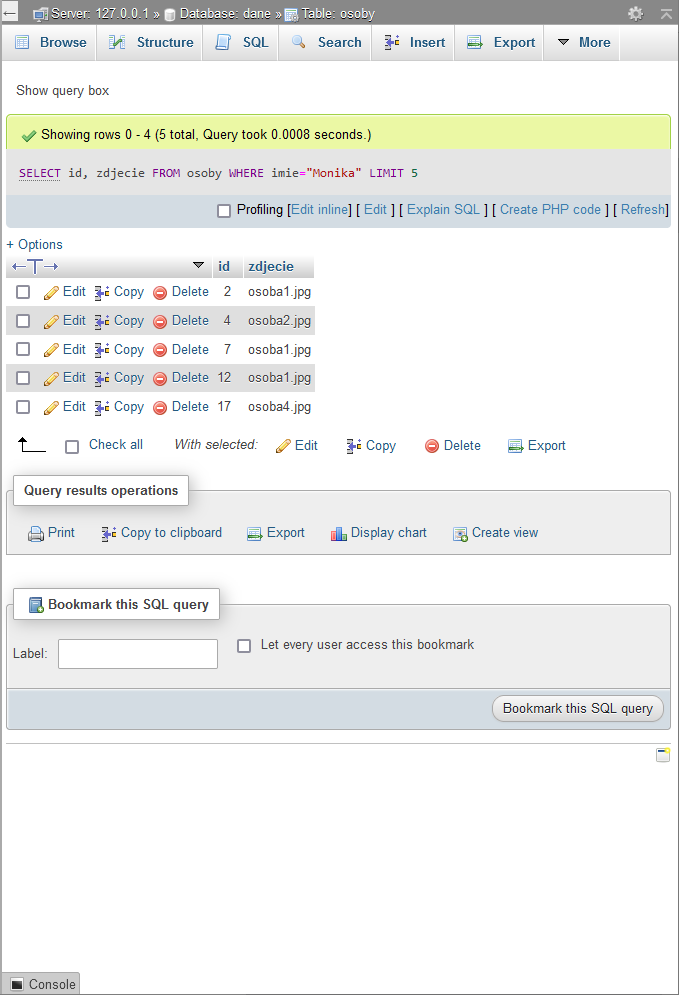 Server: 127.0.0.1 » Database: dane » Table: osoby
Browse Structure SQL Search Insert Export More
Show query box
Showing rows 0 - 4 (5 total, Query took 0.0008 seconds.)
SELECT id, zdjecie FROM osoby WHERE imie="Monika" LIMIT 5
Profiling [Edit inline] [ Edit ] [ Explain SQL ] [ Create PHP code ] [ Refresh]
+ Options
←T→ id zdjecie
Edit Copy Delete 2 osoba1.jpg
Edit Copy Delete 4 osoba2.jpg
Edit Copy Delete 7 osoba1.jpg
Edit Copy Delete 12 osoba1.jpg
Edit Copy Delete 17 osoba4.jpg
Check all With selected: Edit Copy Delete Export
Query results operations
Print Copy to clipboard Export Display chart Create view
Bookmark this SQL query
Label: Let every user access this bookmark
Bookmark this SQL query
Console